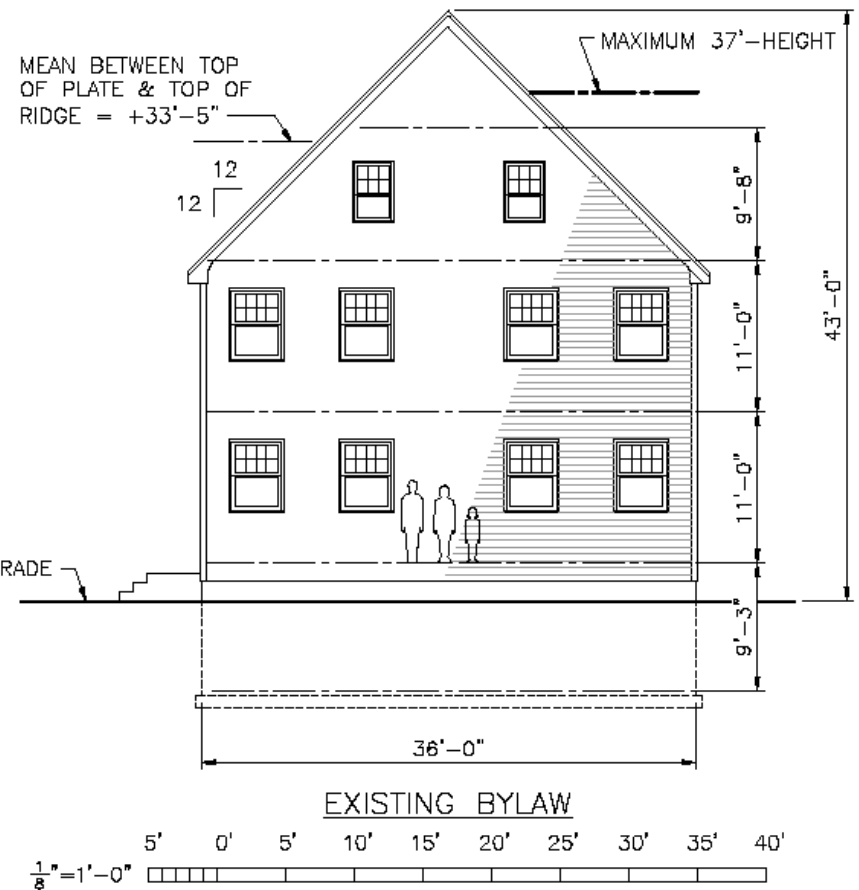 MAXIMUM 37'-HEIGHT
MEAN BETWEEN TOP
OF PLATE & TOP OF
RIDGE = +33'-5"
12
12
9'-8"
11'-0"
43'-0"
11'-0"
RADE
9'-3"
36'-0"
EXISTING BYLAW
5' 0' 5' 10' 15' 20' 25' 30' 35' 40'
1/8"=1'-0"